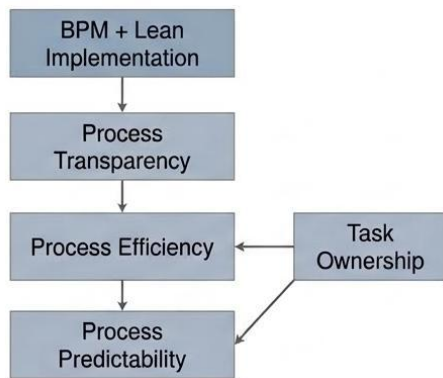 BPM + Lean
Implementation
Process
Transparency
Process Efficiency
Task
Ownership
Process
Predictability